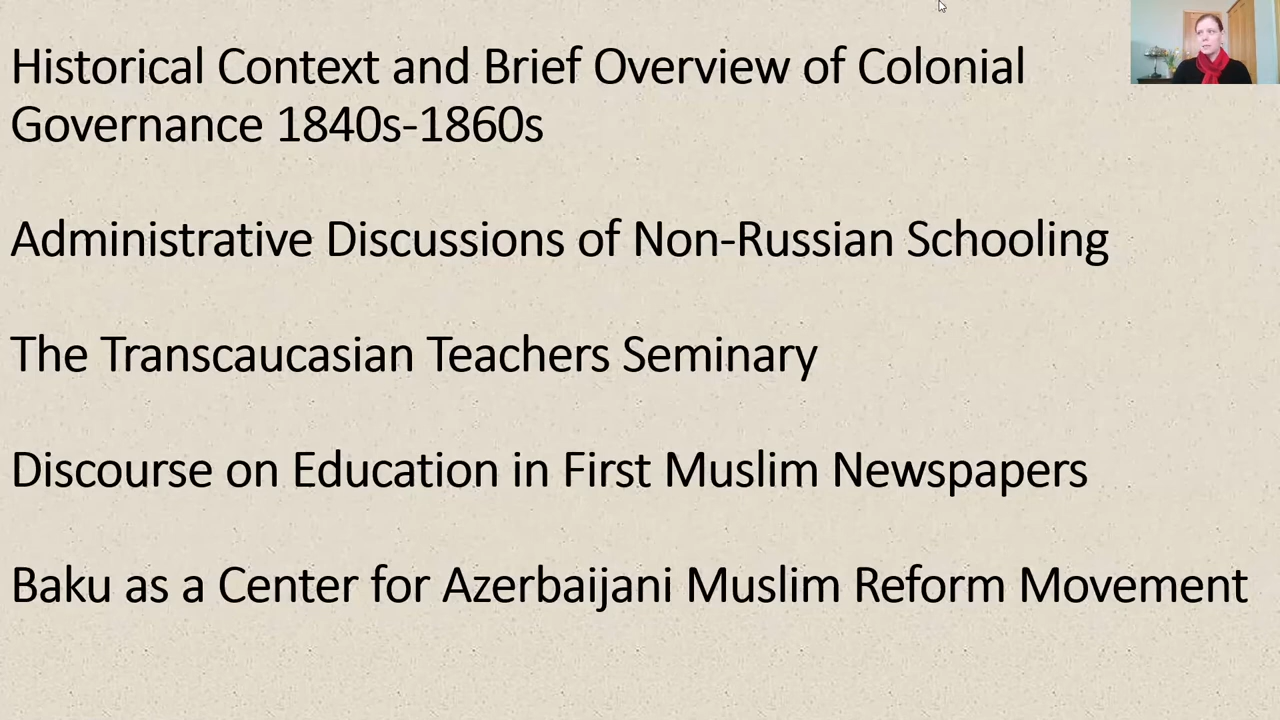 Historical Context and Brief Overview of Colonial
Governance 1840s-1860s
Administrative Discussions of Non-Russian Schooling
The Transcaucasian Teachers Seminary
Discourse on Education in First Muslim Newspapers
Baku as a Center for Azerbaijani Muslim Reform Movement